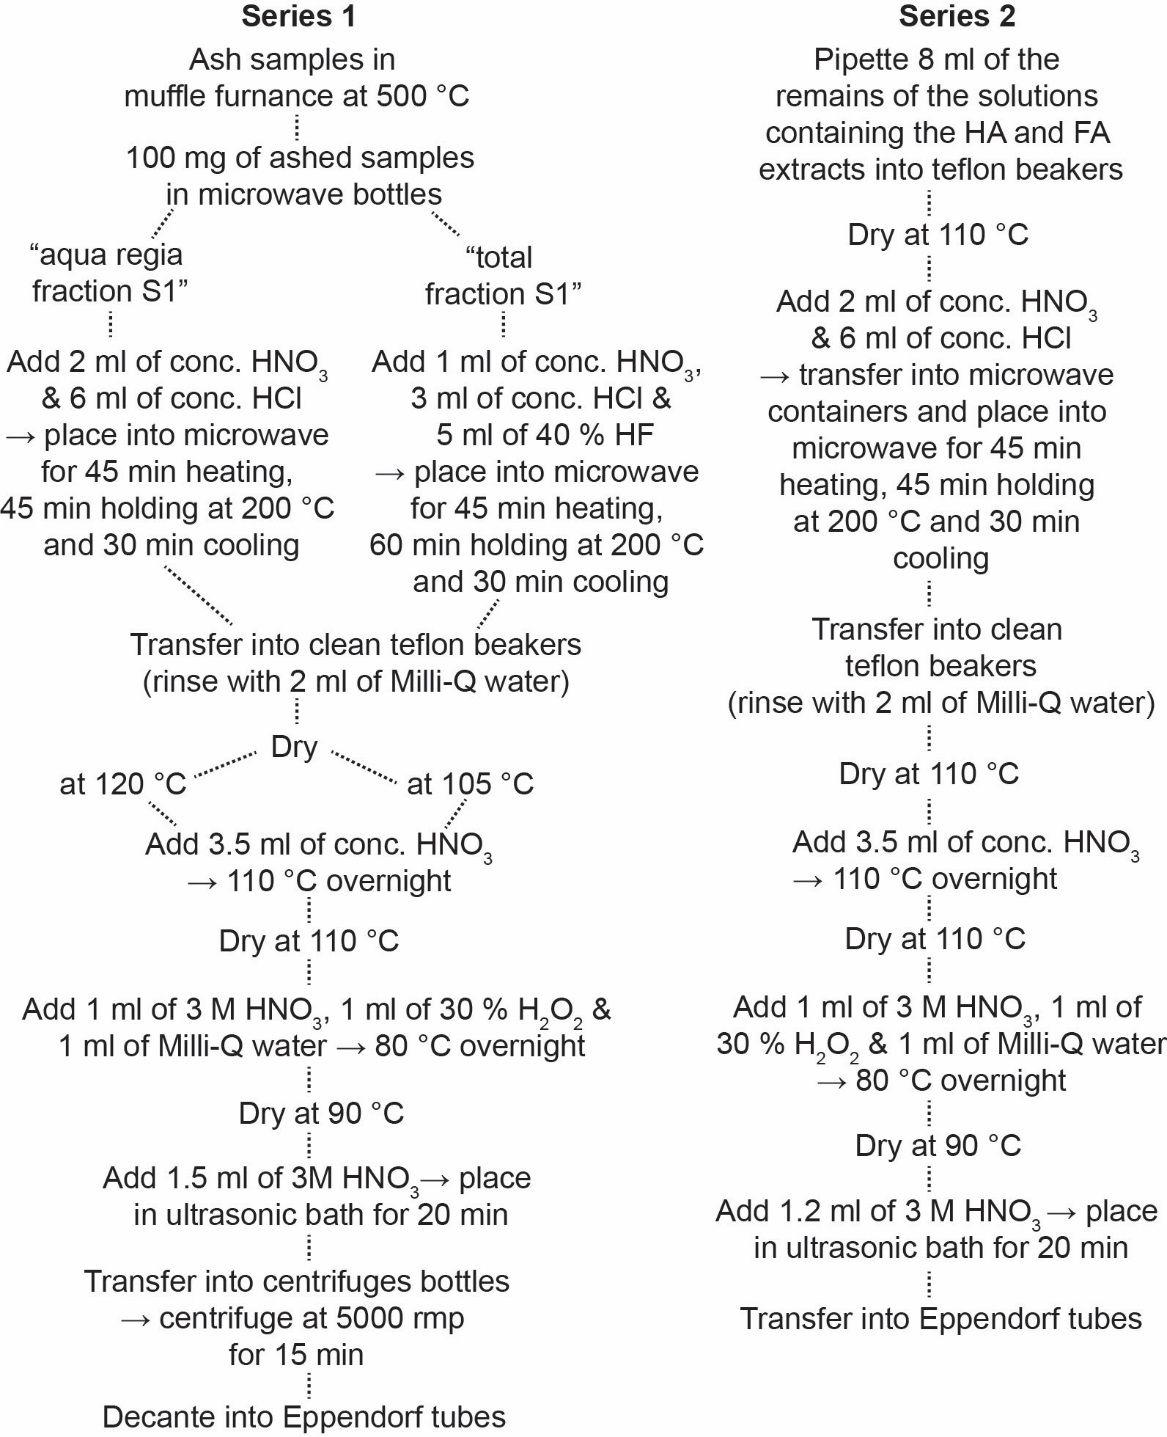 Series 1
Ash samples in
muffle furnance at 500 °C
100 mg of ashed samples
in microwave bottles
“aqua regia
fraction S1”
Add 2 ml of conc. HNO₃
& 6 ml of conc. HCl
→ place into microwave
for 45 min heating,
45 min holding at 200 °C
and 30 min cooling
“total
fraction S1”
Add 1 ml of conc. HNO₃,
3 ml of conc. HCl &
5 ml of 40 % HF
→ place into microwave
for 45 min heating,
60 min holding at 200 °C
and 30 min cooling
Transfer into clean teflon beakers
(rinse with 2 ml of Milli-Q water)
Dry
at 120 °C
at 105 °C
Add 3.5 ml of conc. HNO₃
→ 110 °C overnight
Dry at 110 °C
Add 1 ml of 3 M HNO₃, 1 ml of 30 % H₂O₂ &
1 ml of Milli-Q water → 80 °C overnight
Dry at 90 °C
Add 1.5 ml of 3M HNO₃→ place
in ultrasonic bath for 20 min
Transfer into centrifuges bottles
→ centrifuge at 5000 rmp
for 15 min
Decante into Eppendorf tubes
Series 2
Pipette 8 ml of the
remains of the solutions
containing the HA and FA
extracts into teflon beakers
Dry at 110 °C
Add 2 ml of conc. HNO₃
& 6 ml of conc. HCl
→ transfer into microwave
containers and place into
microwave for 45 min
heating, 45 min holding
at 200 °C and 30 min
cooling
Transfer into clean
teflon beakers
(rinse with 2 ml of Milli-Q water)
Dry at 110 °C
Add 3.5 ml of conc. HNO₃
→ 110 °C overnight
Dry at 110 °C
Add 1 ml of 3 M HNO₃, 1 ml of
30 % H₂O₂ & 1 ml of Milli-Q water
→ 80 °C overnight
Dry at 90 °C
Add 1.2 ml of 3 M HNO₃→ place
in ultrasonic bath for 20 min
Transfer into Eppendorf tubes